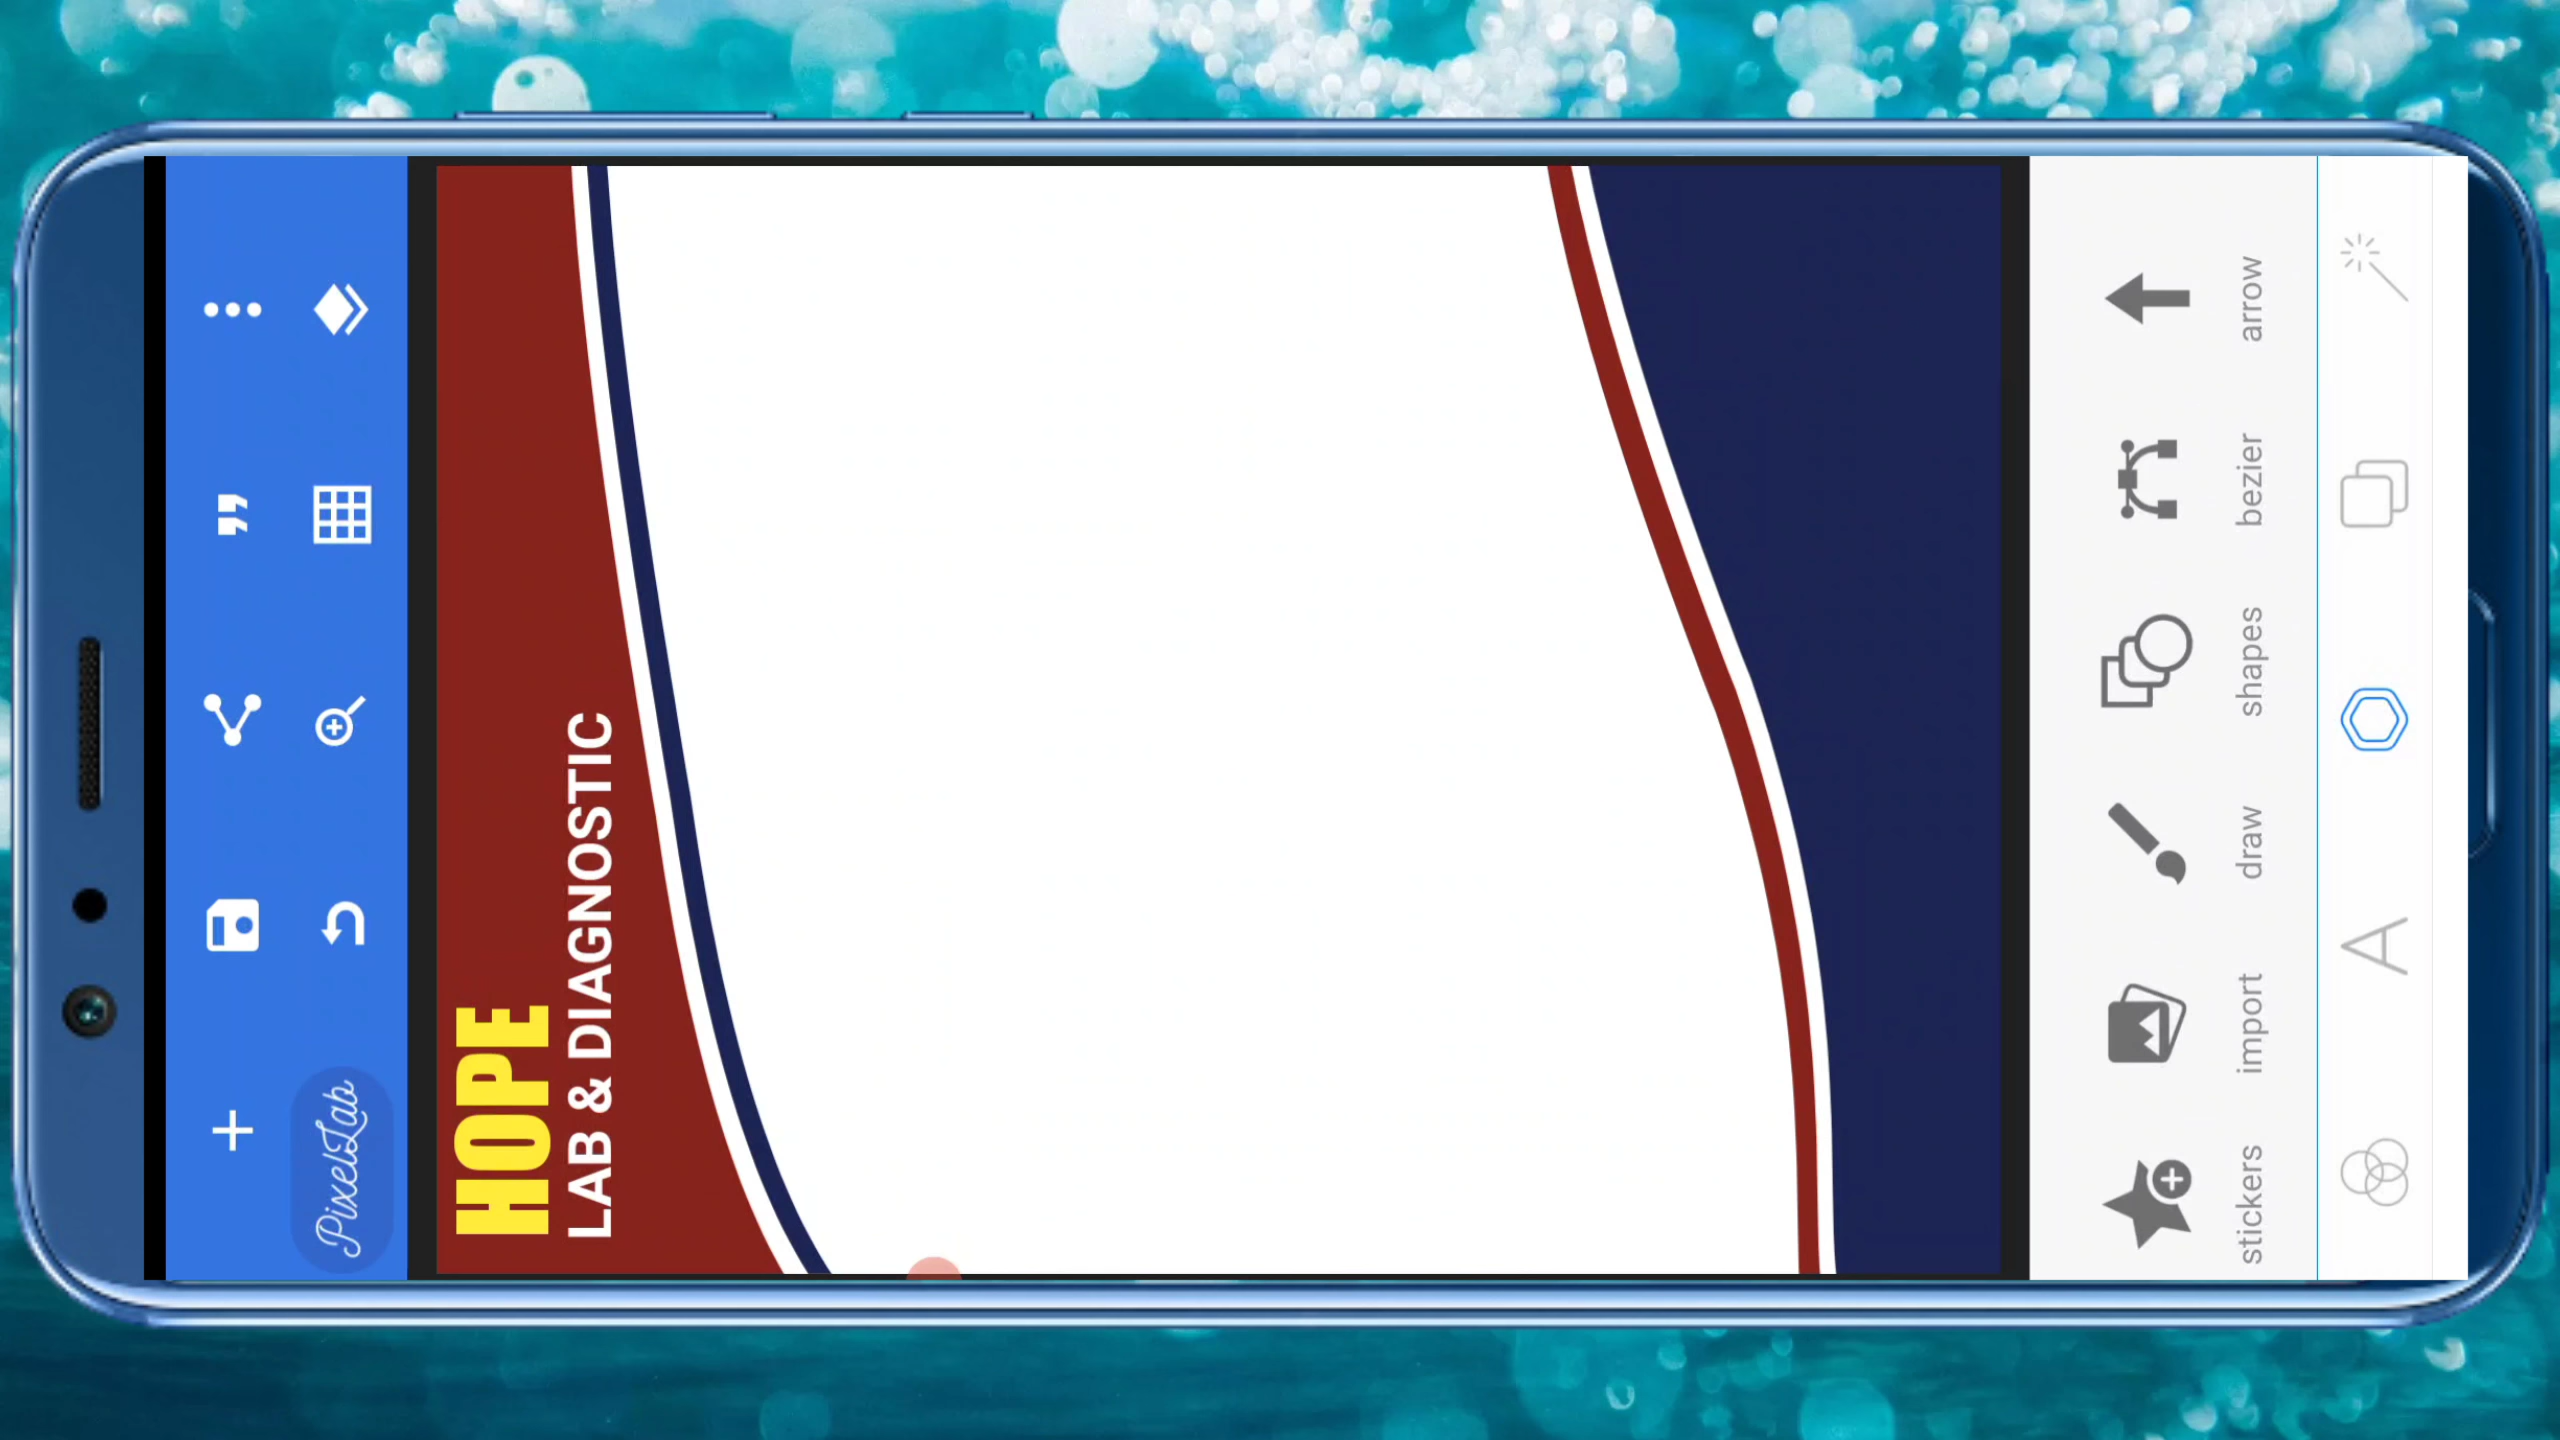 PixelLab
HOPE
LAB & DIAGNOSTIC
stickers
import
draw
shapes
bezier
arrow